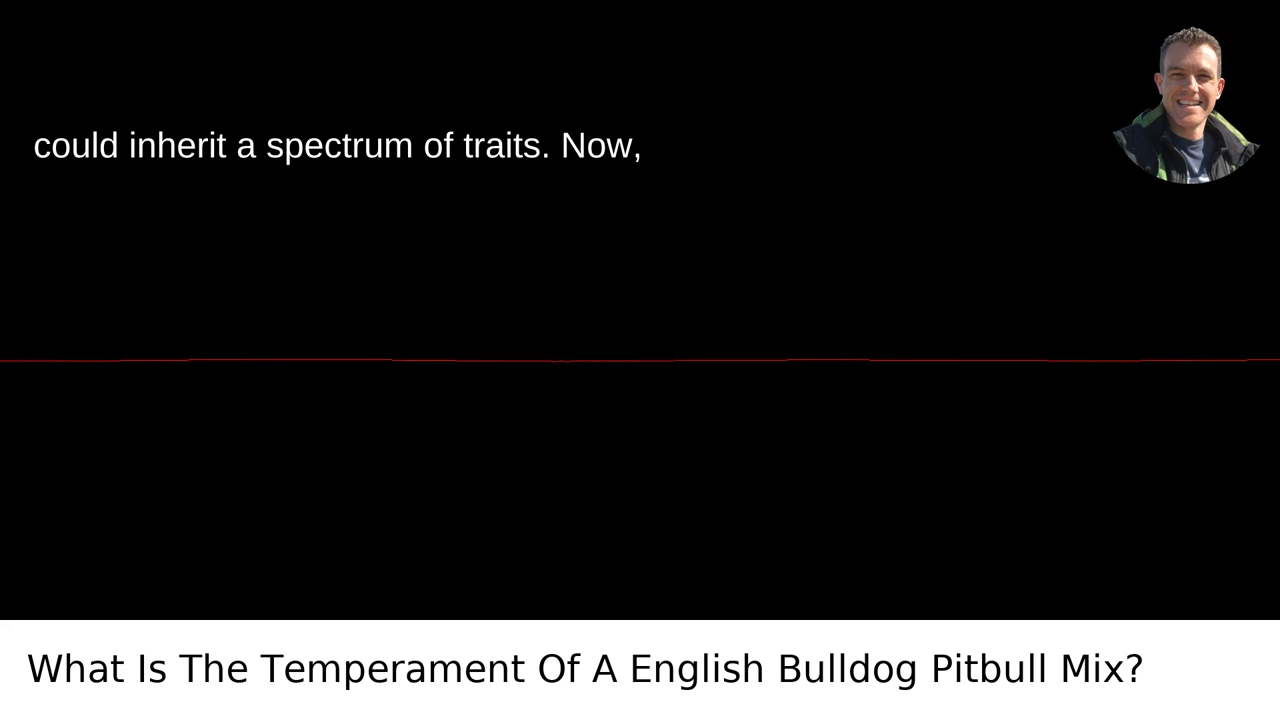 could inherit a spectrum of traits. Now,
What Is The Temperament Of A English Bulldog Pitbull Mix?